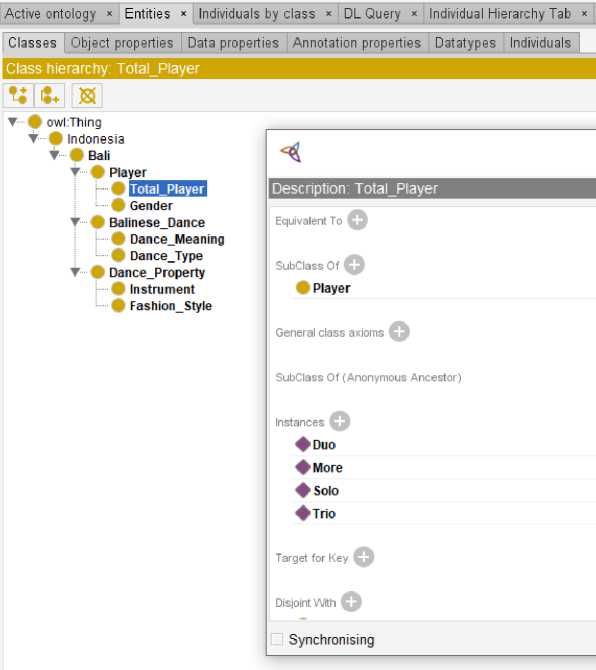 Active ontology × Entities × Individuals by class × DL Query × Individual Hierarchy Tab ×
Classes Object properties Data properties Annotation properties Datatypes Individuals
Class hierarchy: Total_Player
owl:Thing
Indonesia
Bali
Player
Total_Player
Gender
Balinese_Dance
Dance_Meaning
Dance_Type
Dance_Property
Instrument
Fashion_Style
Description: Total_Player
Equivalent To
SubClass Of
Player
General class axioms
SubClass Of (Anonymous Ancestor)
Instances
Duo
More
Solo
Trio
Target for Key
Disjoint With
Synchronising